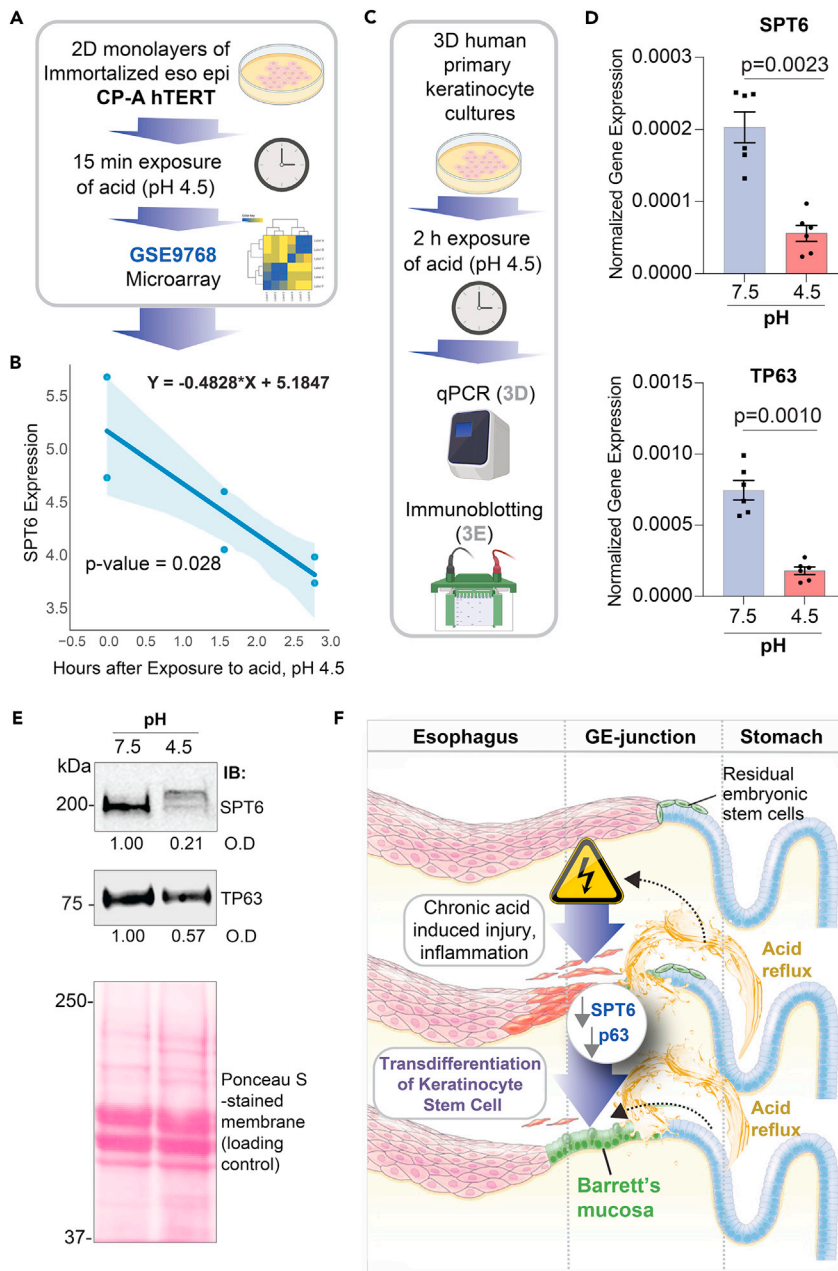 A
2D monolayers of
Immortalized eso epi
CP-A hTERT
15 min exposure
of acid (pH 4.5)
GSE9768
Microarray
B
Y = -0.4828*X + 5.1847
p-value = 0.028
SPT6 Expression
5.5
5.0
4.5
4.0
3.5
−0.5 0.0 0.5 1.0 1.5 2.0 2.5 3.0
Hours after Exposure to acid, pH 4.5
C
3D human
primary
keratinocyte
cultures
2 h exposure
of acid (pH 4.5)
qPCR (3D)
Immunoblotting
(3E)
D
SPT6
p=0.0023
Normalized Gene Expression
0.0003
0.0002
0.0001
0.0000
7.5 4.5
pH
TP63
p=0.0010
Normalized Gene Expression
0.0015
0.0010
0.0005
0.0000
7.5 4.5
pH
E
pH
7.5 4.5
kDa
IB:
200- SPT6
1.00 0.21 O.D
75 - TP63
1.00 0.57 O.D
250-
Ponceau S
-stained
membrane
(loading
control)
37-
F
Esophagus GE-junction Stomach
Residual
embryonic
stem cells
Chronic acid
induced injury,
inflammation
Acid
reflux
SPT6
p63
Transdifferentiation
of Keratinocyte
Stem Cell
Acid
reflux
Barrett's
mucosa